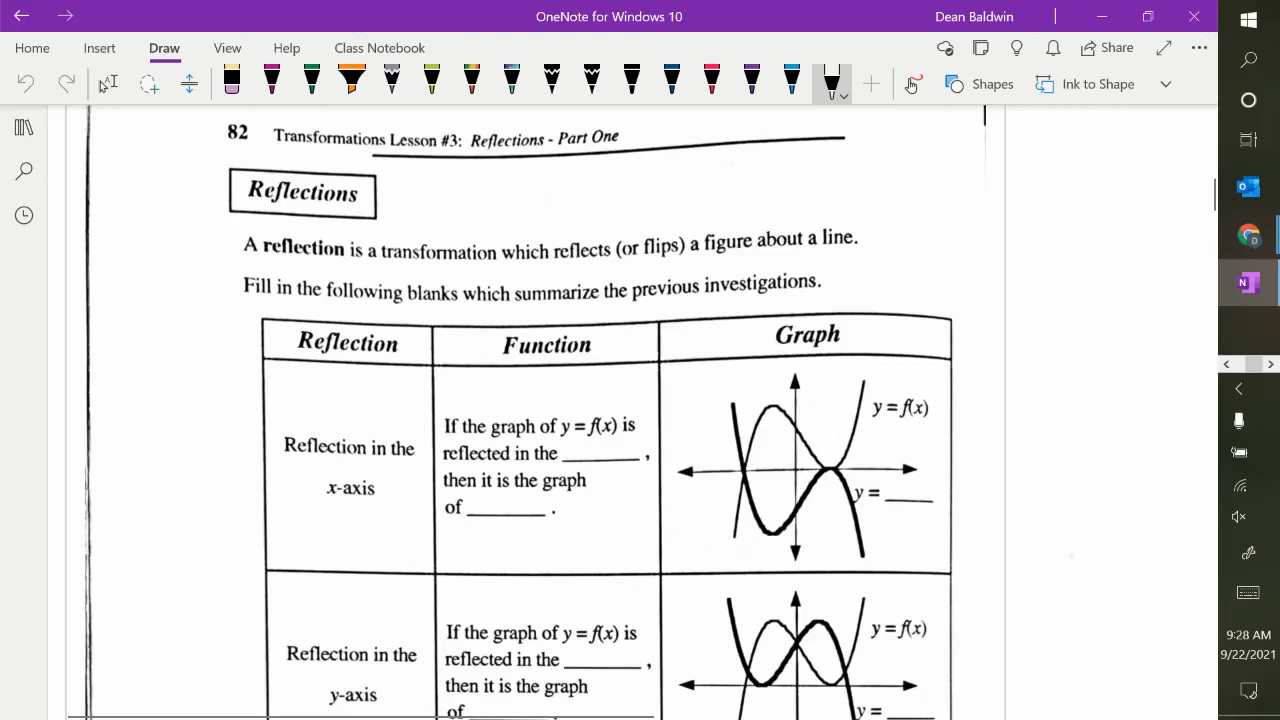 OneNote for Windows 10
Dean Baldwin
Home Insert Draw View Help Class Notebook
Share
Shapes
Ink to Shape
82 Transformations Lesson #3: Reflections - Part One
Reflections
A reflection is a transformation which reflects (or flips) a figure about a line.
Fill in the following blanks which summarize the previous investigations.
Reflection Function Graph
Reflection in the
x-axis
If the graph of y = f(x) is
reflected in the ________ ,
then it is the graph
of ________ .
y = f(x)
y = _____
Reflection in the
y-axis
If the graph of y = f(x) is
reflected in the ________ ,
then it is the graph
of ________ .
y = f(x)
y = _____
9:28 AM
9/22/2021